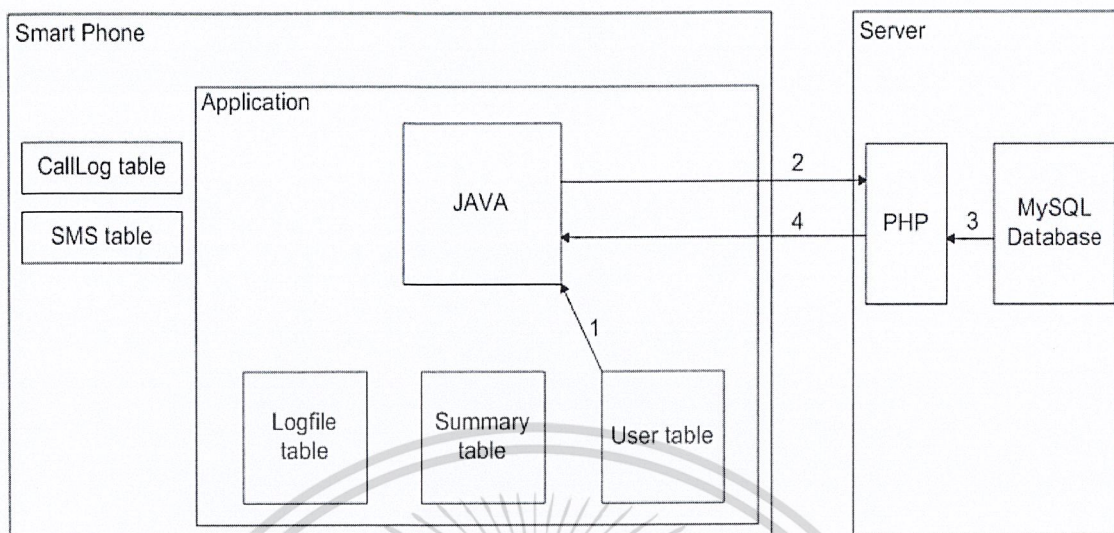 Smart Phone
Server
Application
CallLog table
SMS table
JAVA
2
4
PHP
3
MySQL
Database
1
Logfile
table
Summary
table
User table